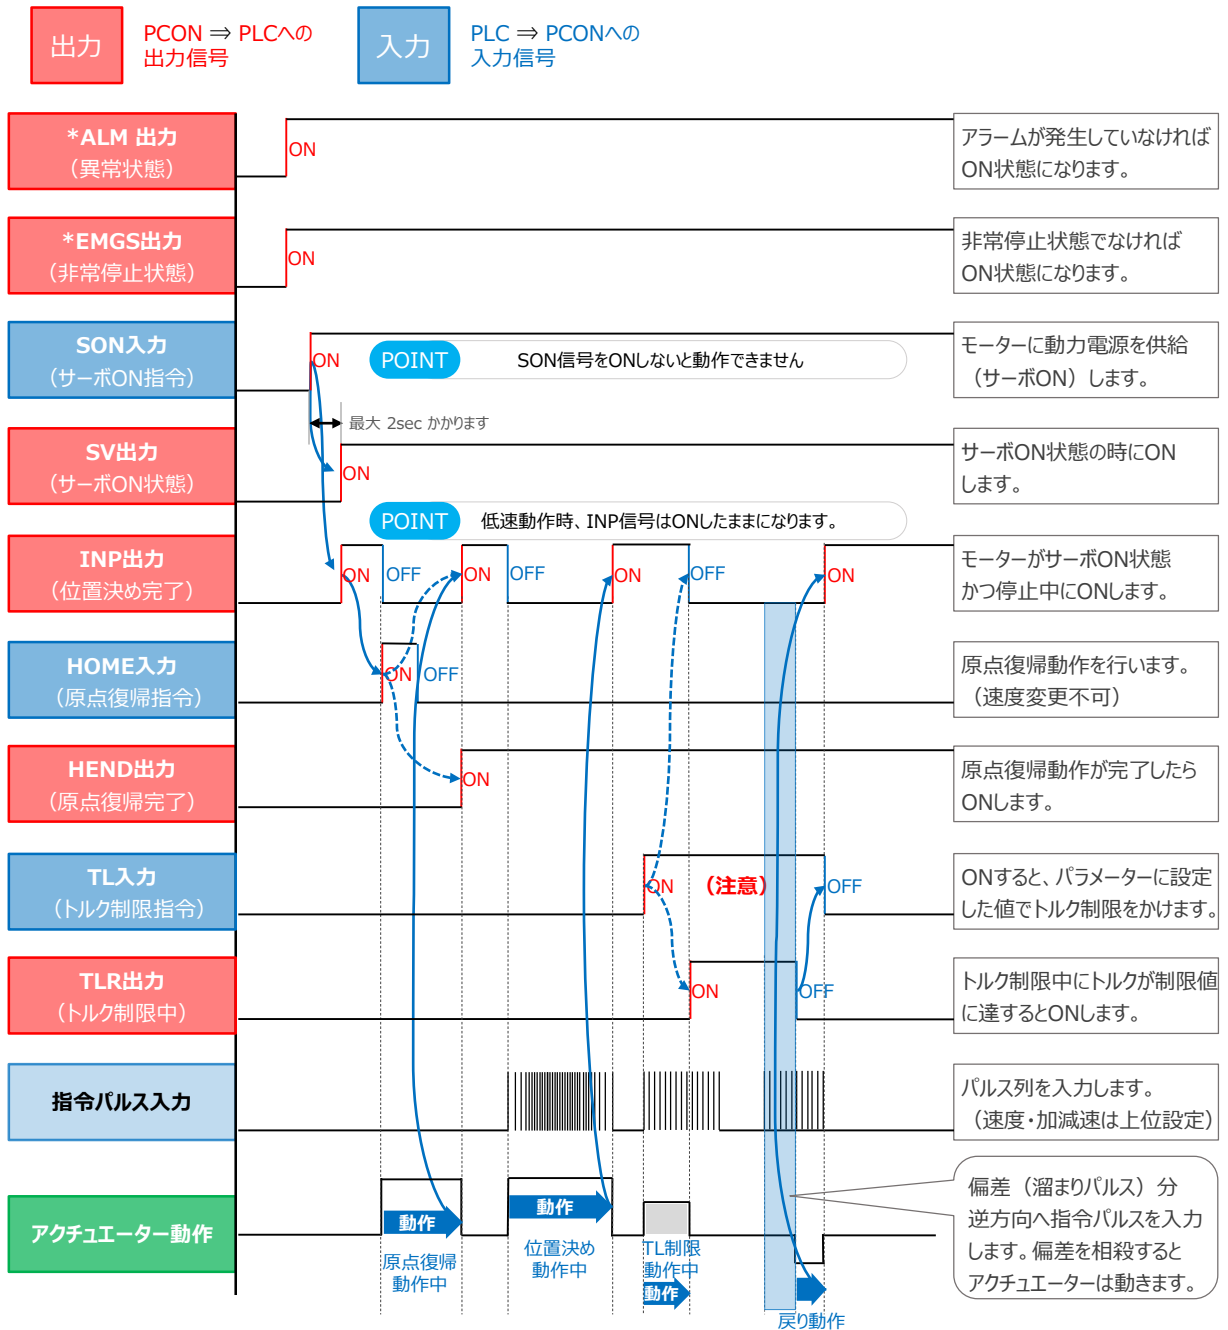 出力
PCON ⇒ PLCへの
出力信号
入力
PLC ⇒ PCONへの
入力信号
*ALM 出力
（異常状態）
ON
アラームが発生していなければ
ON状態になります。
*EMGS出力
（非常停止状態）
ON
非常停止状態でなければ
ON状態になります。
SON入力
（サーボON指令）
ON
POINT
SON信号をONしないと動作できません
モーターに動力電源を供給
（サーボON）します。
最大 2sec かかります
SV出力
（サーボON状態）
ON
サーボON状態の時にON
します。
POINT
低速動作時、INP信号はONしたままになります。
INP出力
（位置決め完了）
ON
OFF
ON
OFF
ON
OFF
ON
モーターがサーボON状態
かつ停止中にONします。
HOME入力
（原点復帰指令）
ON
OFF
原点復帰動作を行います。
（速度変更不可）
HEND出力
（原点復帰完了）
ON
原点復帰動作が完了したら
ONします。
TL入力
（トルク制限指令）
ON
（注意）
OFF
ONすると、パラメーターに設定
した値でトルク制限をかけます。
TLR出力
（トルク制限中）
ON
OFF
トルク制限中にトルクが制限値
に達するとONします。
指令パルス入力
パルス列を入力します。
（速度・加減速は上位設定）
アクチュエーター動作
動作
原点復帰
動作中
動作
位置決め
動作中
TL制限
動作中
動作
戻り動作
偏差（溜まりパルス）分
逆方向へ指令パルスを入力
します。偏差を相殺すると
アクチュエーターは動きます。